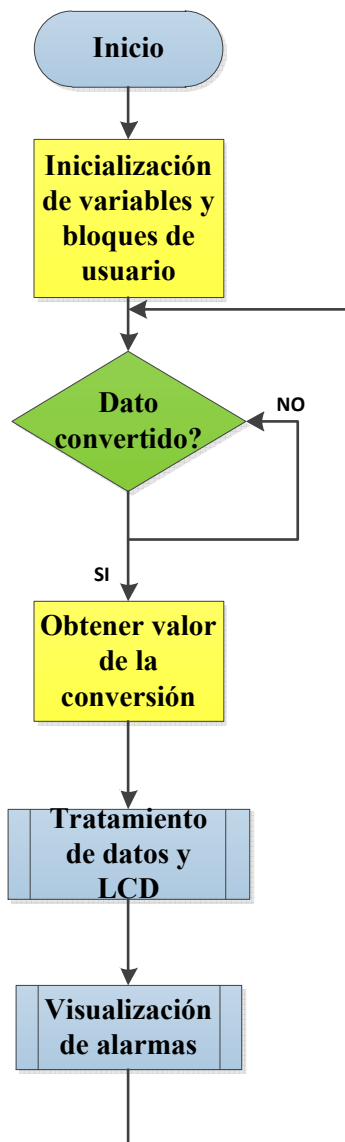 Inicio
Inicialización
de variables y
bloques de
usuario
Dato
convertido?
NO
SI
Obtener valor
de la
conversión
Tratamiento
de datos y
LCD
Visualización
de alarmas